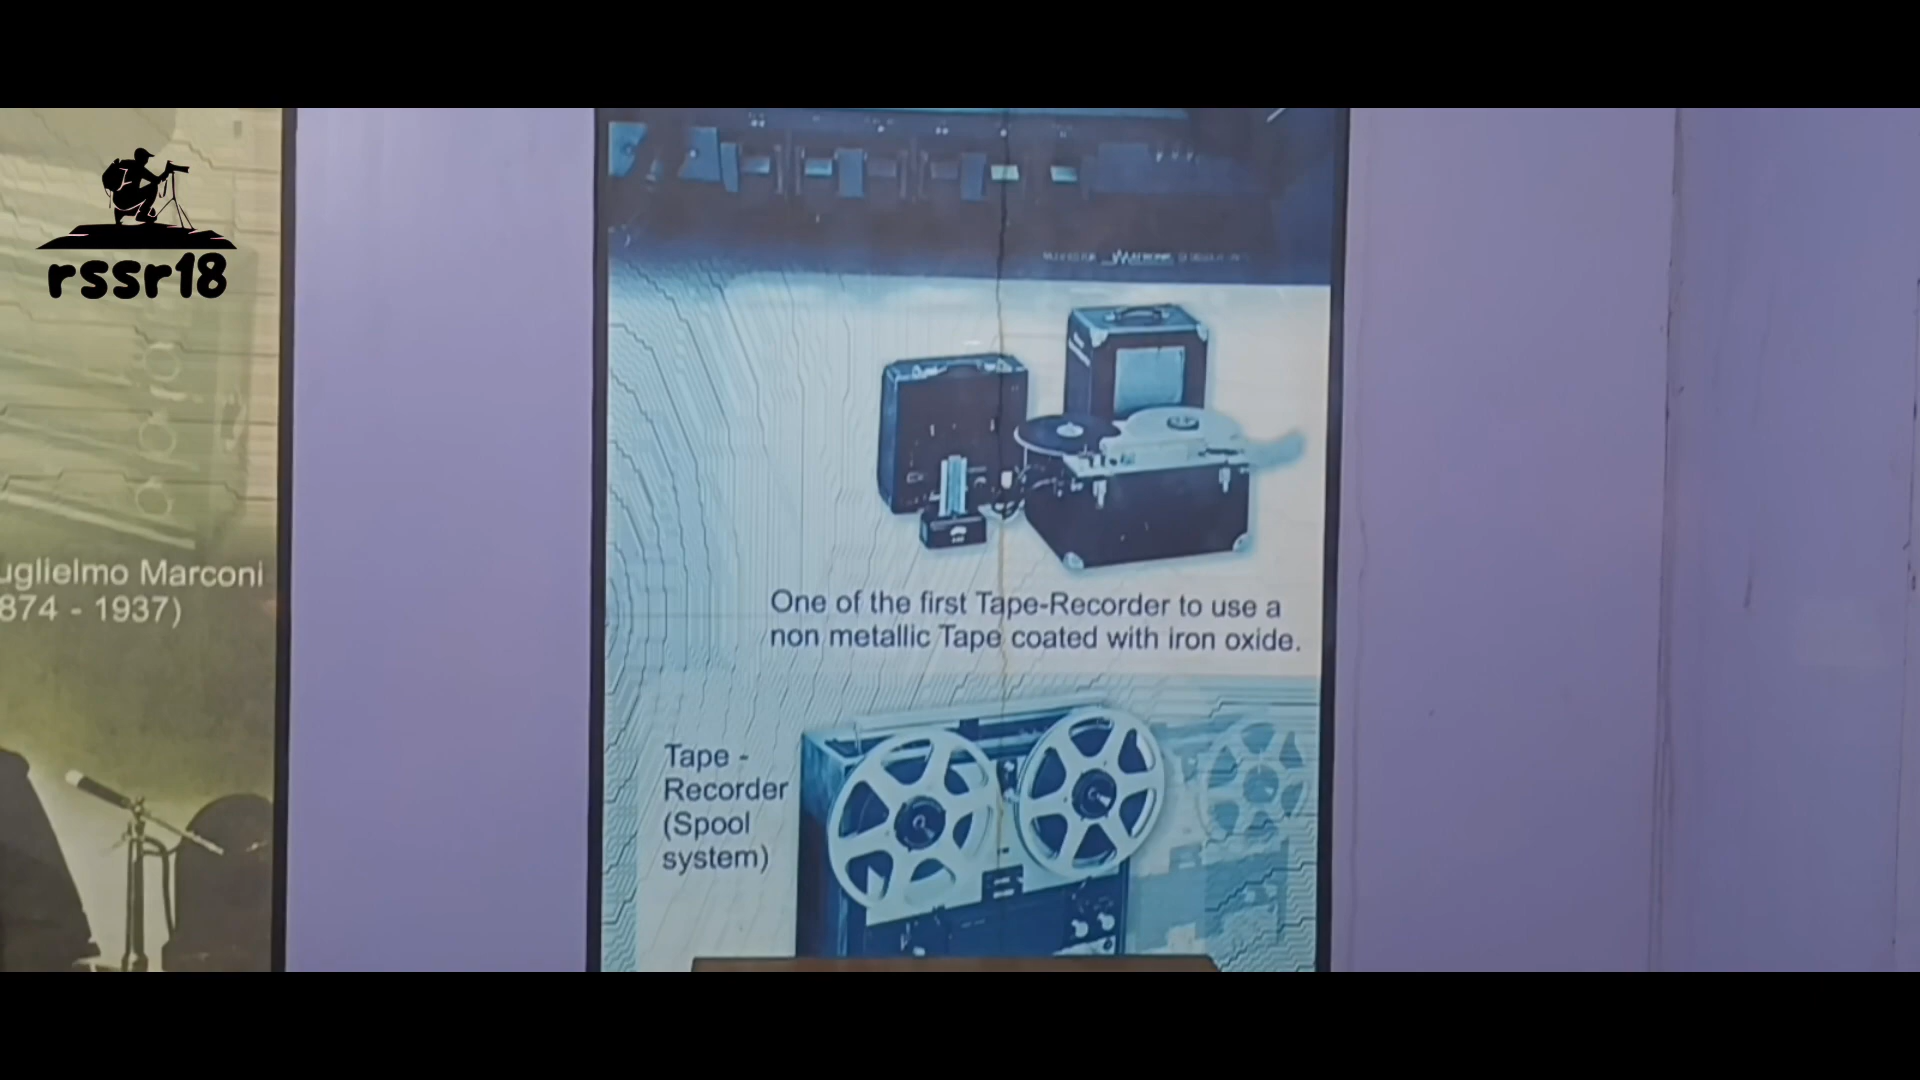 rssr18
uglielmo Marconi
874 - 1937)
One of the first Tape-Recorder to use a
non metallic Tape coated with iron oxide.
Tape -
Recorder
(Spool
system)